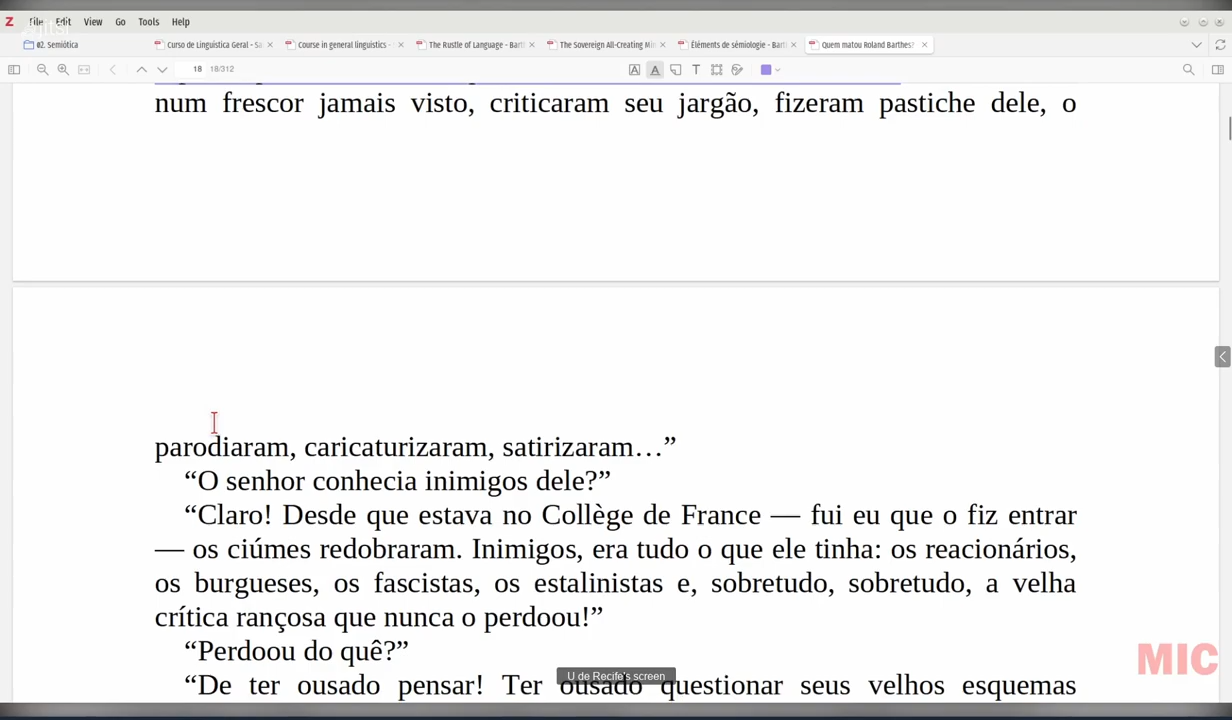 File Edit View Go Tools Help
02. Semiótica
Curso de Linguística Geral - Sa
Course in general linguistics -
The Rustle of Language - Bart
The Sovereign All-Creating Mi
Éléments de sémiologie - Bar
Quem matou Roland Barthes?
18 18/312
num frescor jamais visto, criticaram seu jargão, fizeram pastiche dele, o
parodiaram, caricaturizaram, satirizaram…”
“O senhor conhecia inimigos dele?”
“Claro! Desde que estava no Collège de France — fui eu que o fiz entrar
— os ciúmes redobraram. Inimigos, era tudo o que ele tinha: os reacionários,
os burgueses, os fascistas, os estalinistas e, sobretudo, sobretudo, a velha
crítica rançosa que nunca o perdoou!”
“Perdoou do quê?”
“De ter ousado pensar! Ter ousado questionar seus velhos esquemas
U de Recife's screen
MIC